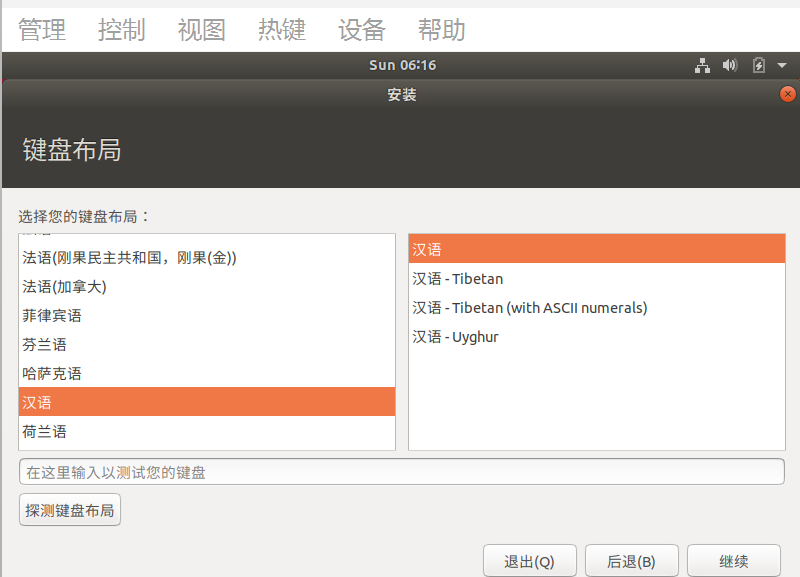 管理 控制 视图 热键 设备 帮助
Sun 06:16
安装
键盘布局
选择您的键盘布局：
法语(刚果民主共和国，刚果(金))
法语(加拿大)
菲律宾语
芬兰语
哈萨克语
汉语
荷兰语
汉语
汉语 - Tibetan
汉语 - Tibetan (with ASCII numerals)
汉语 - Uyghur
在这里输入以测试您的键盘
探测键盘布局
退出(Q) 后退(B) 继续